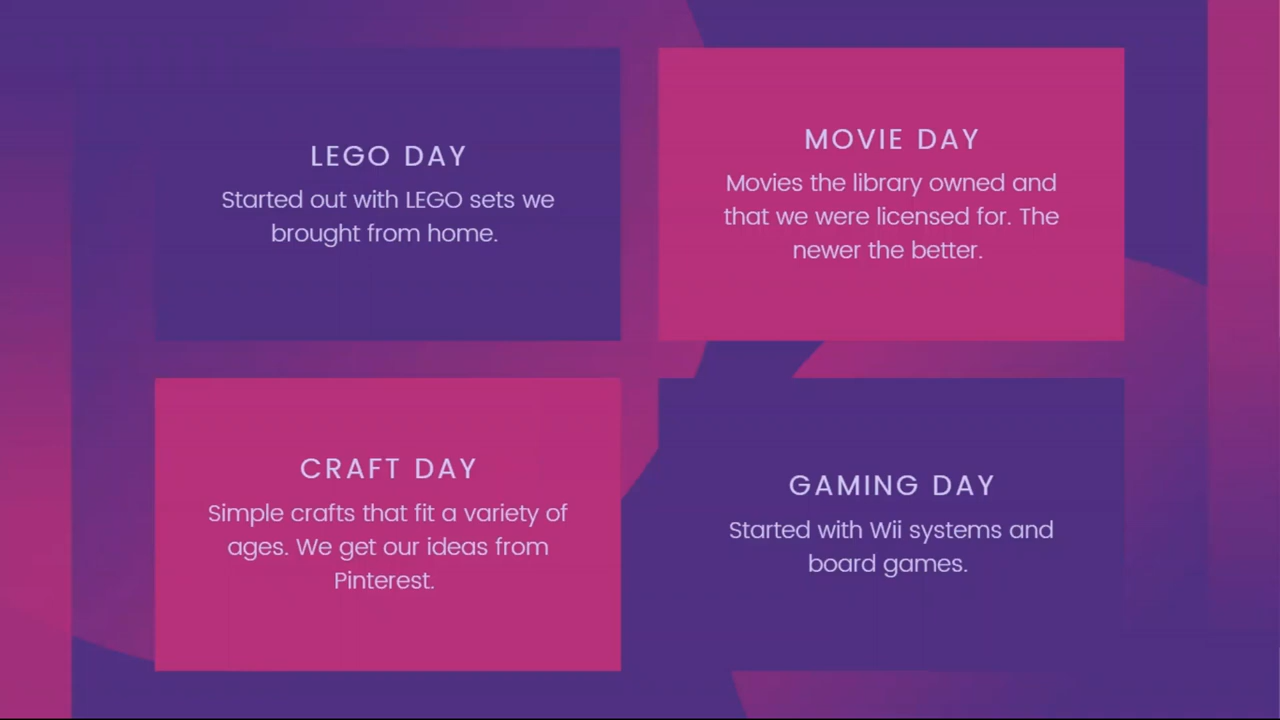 LEGO DAY
Started out with LEGO sets we
brought from home.
MOVIE DAY
Movies the library owned and
that we were licensed for. The
newer the better.
CRAFT DAY
Simple crafts that fit a variety of
ages. We get our ideas from
Pinterest.
GAMING DAY
Started with Wii systems and
board games.